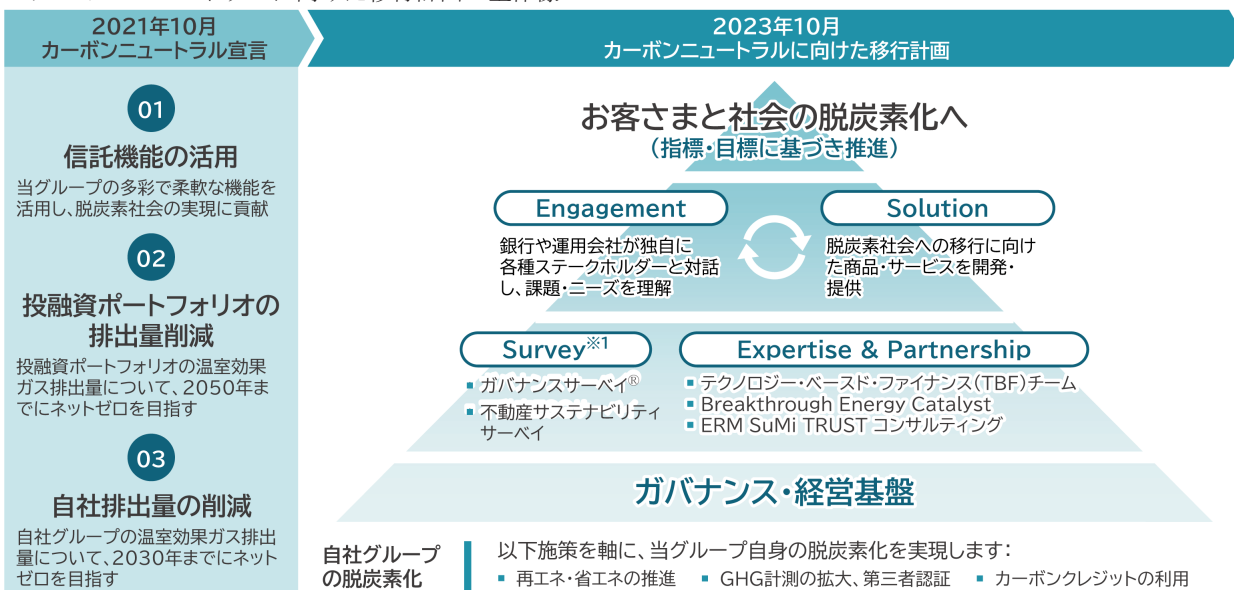 2021年10月
カーボンニュートラル宣言
01
信託機能の活用
当グループの多彩で柔軟な機能を
活用し、脱炭素社会の実現に貢献
02
投融資ポートフォリオの
排出量削減
投融資ポートフォリオの温室効果
ガス排出量について、2050年ま
でにネットゼロを目指す
03
自社排出量の削減
自社グループの温室効果ガス排出
量について、2030年までにネット
ゼロを目指す
2023年10月
カーボンニュートラルに向けた移行計画
お客さまと社会の脱炭素化へ
（指標・目標に基づき推進）
Engagement
銀行や運用会社が独自に
各種ステークホルダーと対話
し、課題・ニーズを理解
Solution
脱炭素社会への移行に向け
た商品・サービスを開発・
提供
Survey※1
▪ ガバナンスサーベイ®
▪ 不動産サステナビリティ
サーベイ
Expertise & Partnership
▪ テクノロジー・ベースド・ファイナンス（TBF）チーム
▪ Breakthrough Energy Catalyst
▪ ERM SuMi TRUST コンサルティング
ガバナンス・経営基盤
自社グループ
の脱炭素化
以下施策を軸に、当グループ自身の脱炭素化を実現します：
▪ 再エネ・省エネの推進 ▪ GHG計測の拡大、第三者認証 ▪ カーボンクレジットの利用